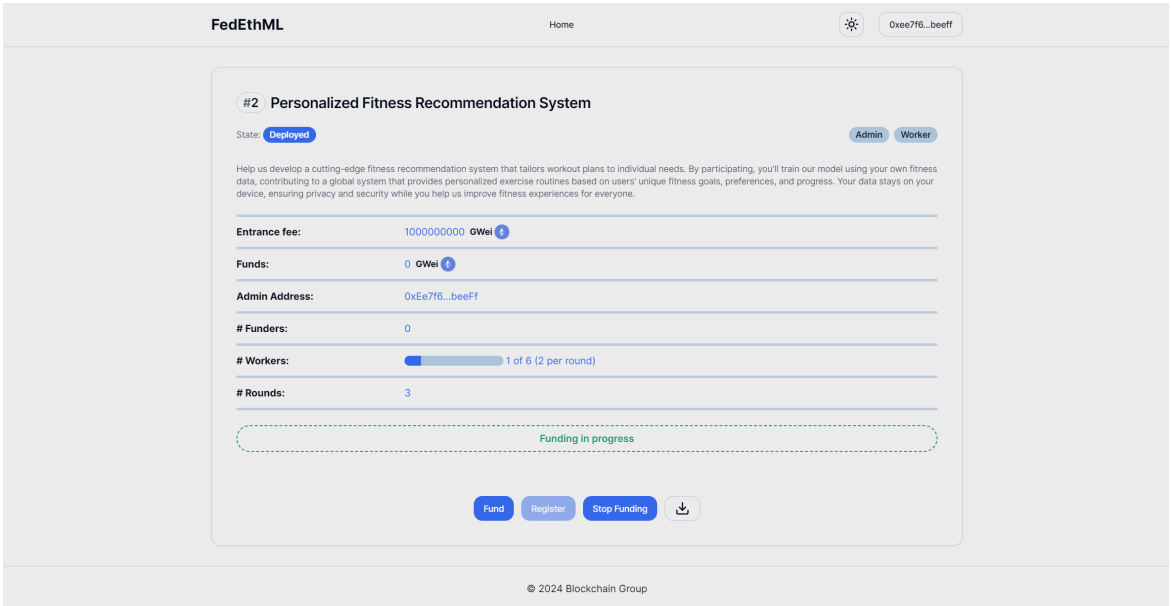 FedEthML
Home
0xee7f6...beeff
#2 Personalized Fitness Recommendation System
State: Deployed
Admin Worker
Help us develop a cutting-edge fitness recommendation system that tailors workout plans to individual needs. By participating, you'll train our model using your own fitness
data, contributing to a global system that provides personalized exercise routines based on users' unique fitness goals, preferences, and progress. Your data stays on your
device, ensuring privacy and security while you help us improve fitness experiences for everyone.
Entrance fee: 1000000000 GWei
Funds: 0 GWei
Admin Address: 0xEe7f6...beeFf
# Funders: 0
# Workers: 1 of 6 (2 per round)
# Rounds: 3
Funding in progress
Fund Register Stop Funding
© 2024 Blockchain Group